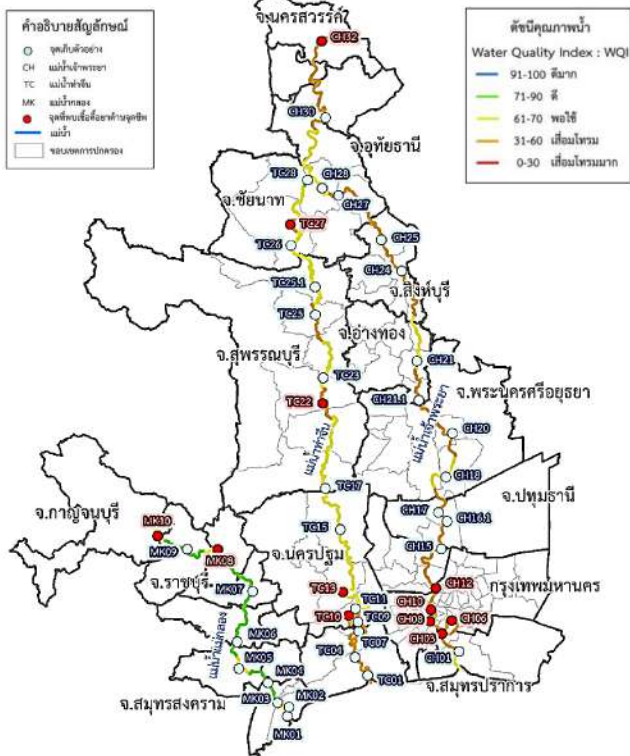 คำอธิบายสัญลักษณ์
จุดเก็บตัวอย่าง
CH แม่น้ำเจ้าพระยา
TC แม่น้ำท่าจีน
MK แม่น้ำกลอง
จุดที่พบเชื้อดื้อยาต้านจุลชีพ
แม่น้ำ
ขอบเขตการปกครอง
ดัชนีคุณภาพน้ำ
Water Quality Index : WQI
91-100 ดีมาก
71-90 ดี
61-70 พอใช้
31-60 เสื่อมโทรม
0-30 เสื่อมโทรมมาก
จ.นครสวรรค์
CH32
CH30
จ.อุทัยธานี
TC28
CH28
CH27
จ.ชัยนาท
TC27
TC26
CH25
CH24
TC25.1
จ.สิงห์บุรี
TC25
จ.อ่างทอง
จ.สุพรรณบุรี
CH21
TC23
TC22
CH21.1
จ.พระนครศรีอยุธยา
แม่น้ำเจ้าพระยา
CH20
แม่น้ำท่าจีน
CH18
TC17
จ.ปทุมธานี
CH17
CH16.1
จ.กาญจนบุรี
MK10
TC15
CH15
MK09
MK08
จ.นครปฐม
จ.ราชบุรี
MK07
TC13
CH12
กรุงเทพมหานคร
TC11
CH10
TC10
TC09
CH08
CH06
CH03
MK06
TC07
แม่น้ำแม่กลอง
MK05
TC04
CH01
MK04
TC01
จ.สมุทรปราการ
MK03
MK02
จ.สมุทรสงคราม
MK01